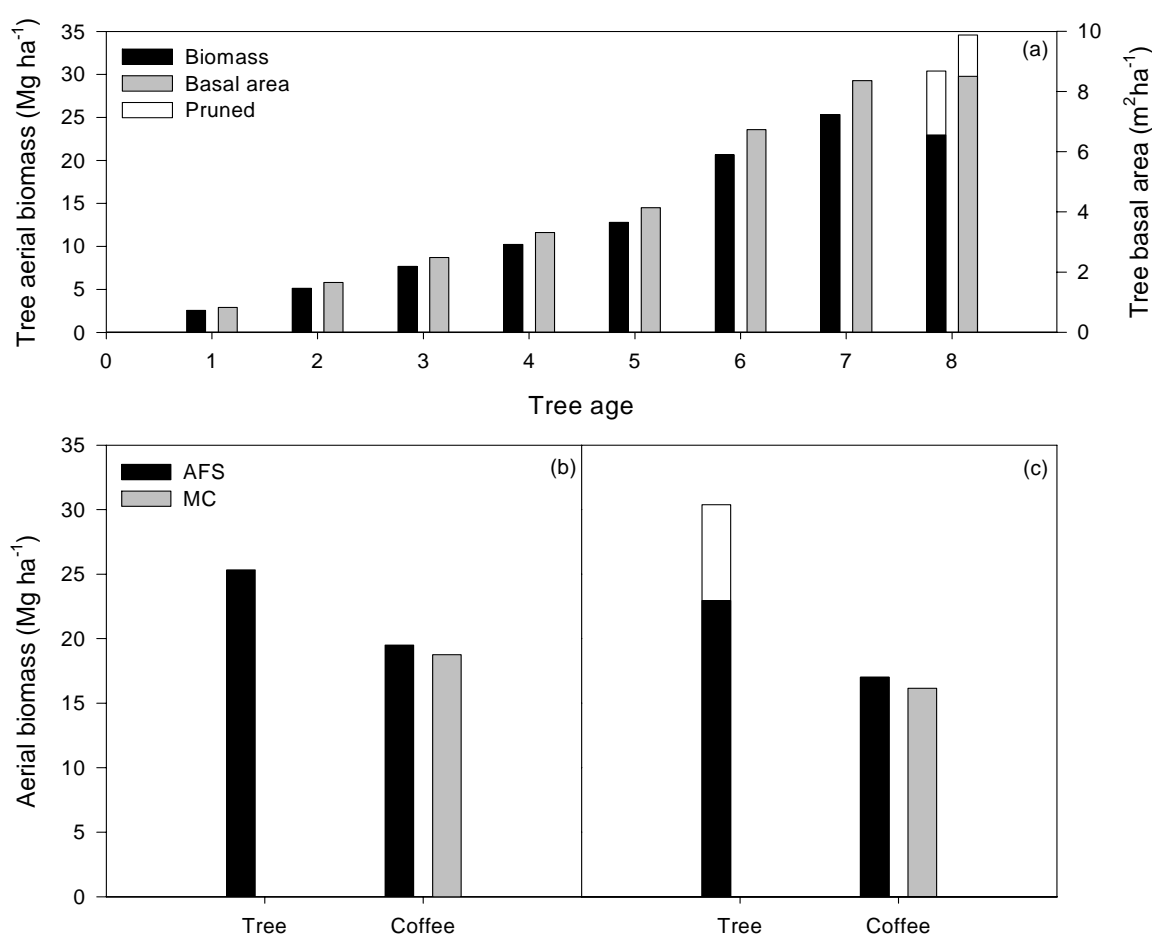 Tree aerial biomass (Mg ha⁻¹)
35
30
25
20
15
10
5
0
Biomass
Basal area
Pruned
(a)
10
8
6
4
2
0
Tree basal area (m²ha⁻¹)
0 1 2 3 4 5 6 7 8
Tree age
Aerial biomass (Mg ha⁻¹)
35
30
25
20
15
10
5
0
AFS
MC
(b)
(c)
Tree Coffee Tree Coffee